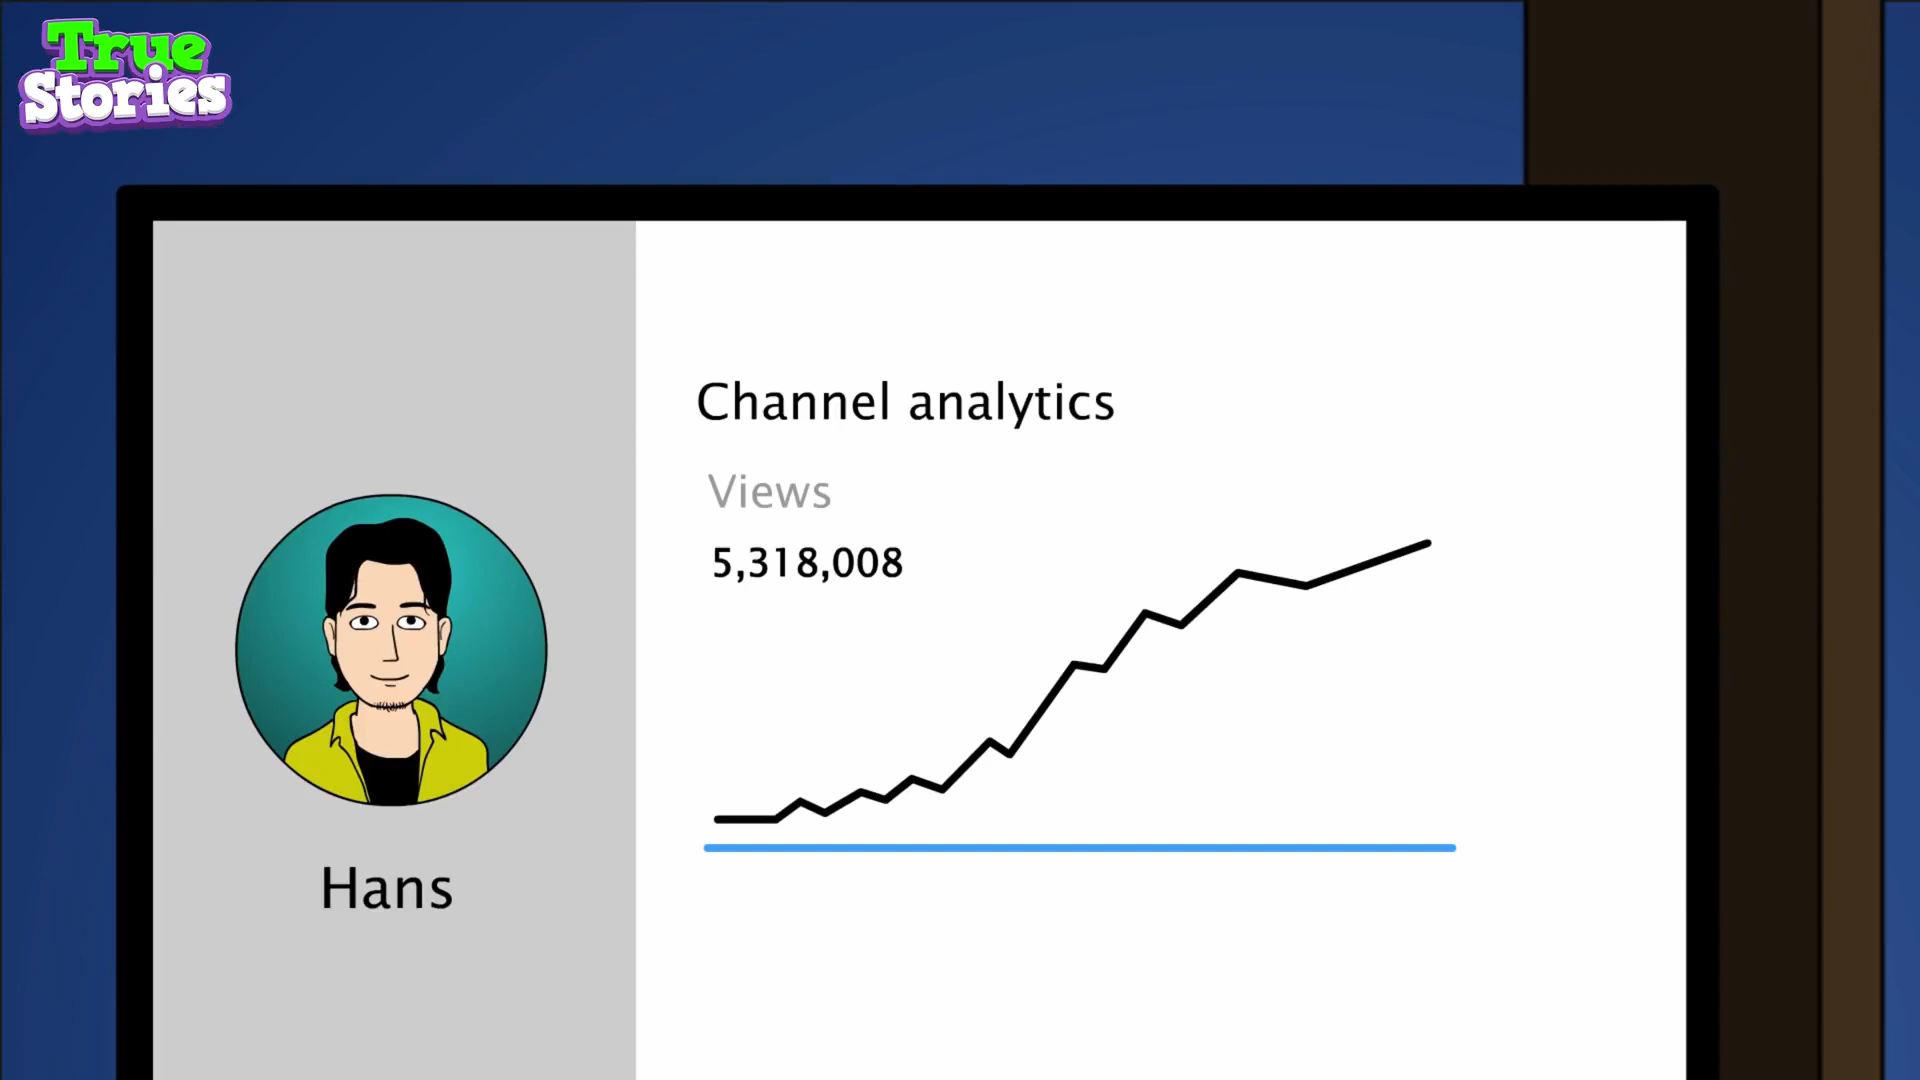 True
Stories
Channel analytics
Views
5,318,008
Hans